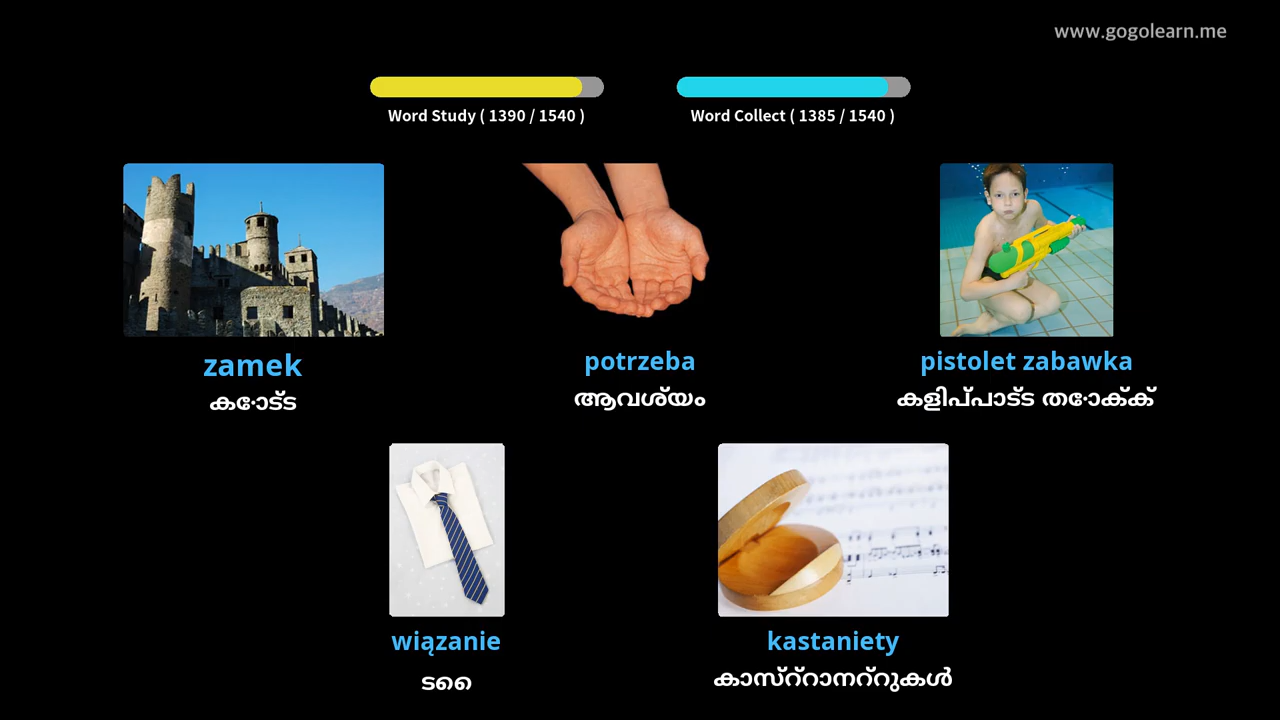 www.gogolearn.me
Word Study ( 1390 / 1540 )
Word Collect ( 1385 / 1540 )
zamek
കോട്ട
potrzeba
ആവശ്യം
pistolet zabawka
കളിപ്പാട്ട തോക്ക്
wiązanie
ടൈ
kastaniety
കാസ്റ്റാനറ്റുകൾ